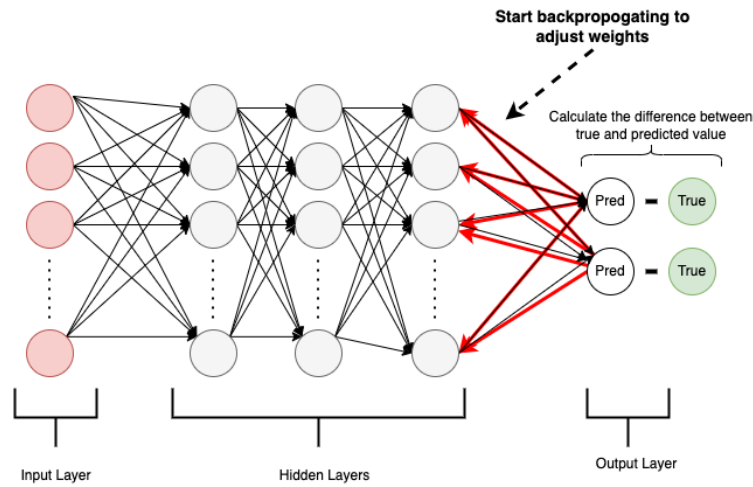 Start backpropogating to
adjust weights
Calculate the difference between
true and predicted value
Pred
True
Pred
True
Input Layer
Hidden Layers
Output Layer